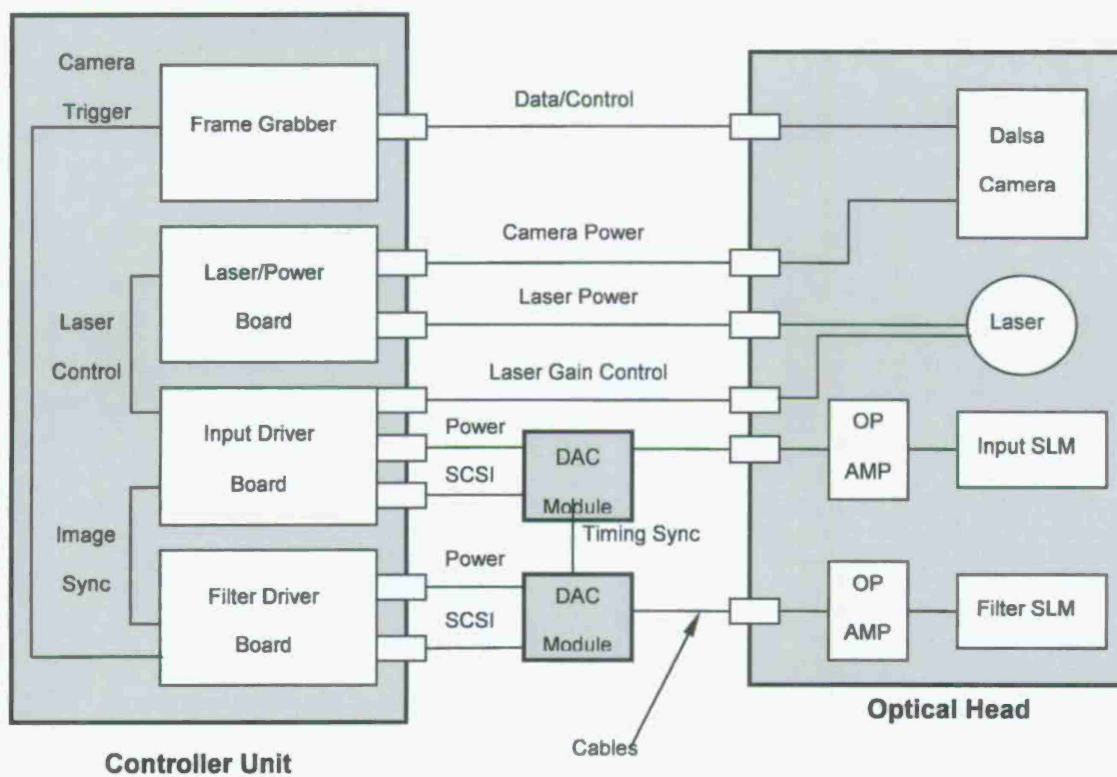 Camera
Trigger
Frame Grabber
Data/Control
Dalsa
Camera
Laser/Power
Board
Camera Power
Laser Power
Laser
Laser
Control
Laser Gain Control
Input Driver
Board
Power
SCSI
DAC
Module
OP
AMP
Input SLM
Image
Sync
Timing Sync
Filter Driver
Board
Power
SCSI
DAC
Module
OP
AMP
Filter SLM
Cables
Optical Head
Controller Unit